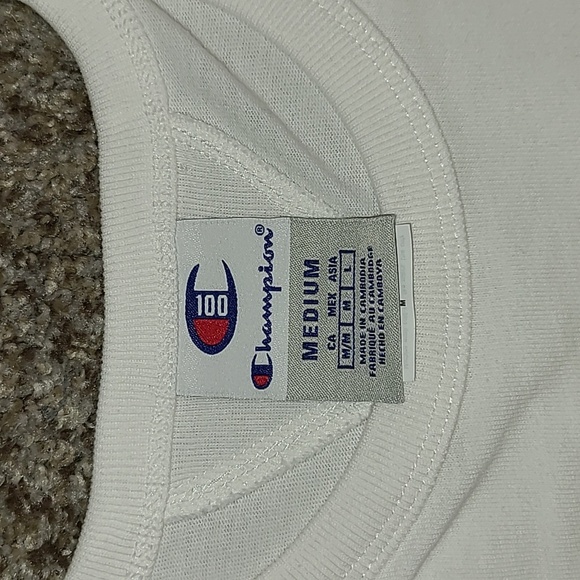 100
Champion®
MEDIUM
CA MEX ASIA
M/M M L
MADE IN CAMBODIA
FABRIQUÉ AU CAMBODGE
HECHO EN CAMBOYA
M